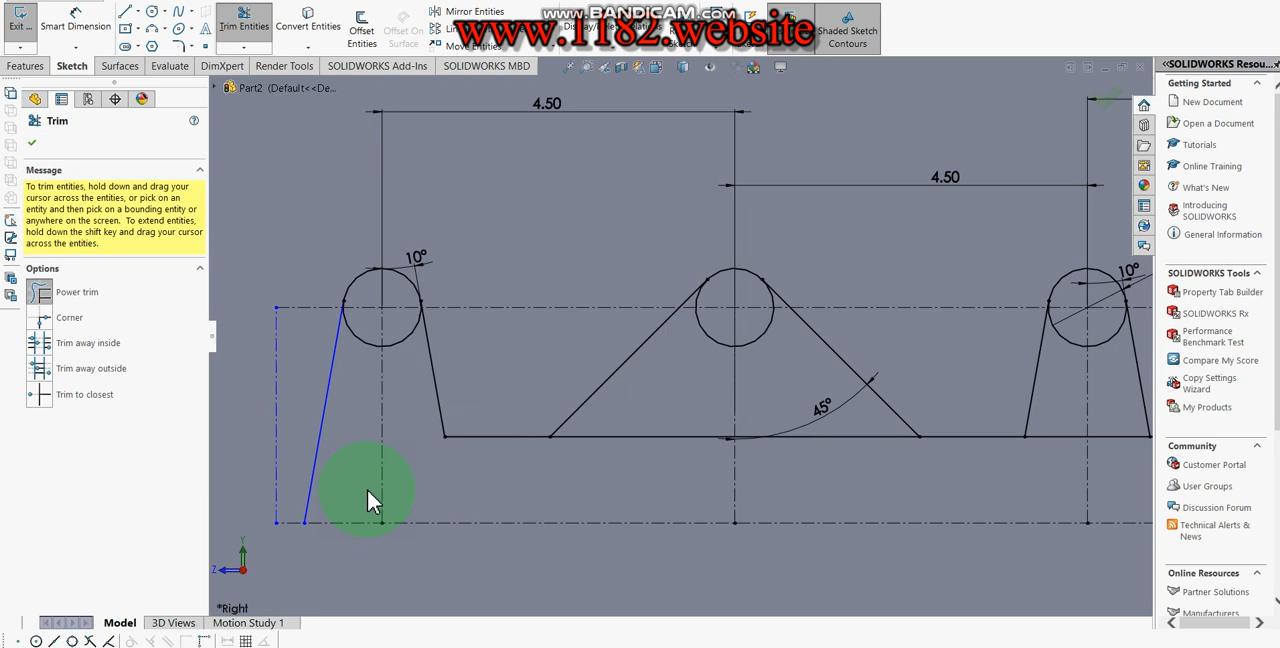 www.BANDICAM.com
www.1182.website
Exit ...
Smart Dimension
Trim Entities
Convert Entities
Offset Entities
Offset On Surface
Mirror Entities
Move Entities
Shaded Sketch Contours
Features
Sketch
Surfaces
Evaluate
DimXpert
Render Tools
SOLIDWORKS Add-Ins
SOLIDWORKS MBD
Part2 (Default<<De...
Trim
Message
To trim entities, hold down and drag your
cursor across the entities, or pick on an
entity and then pick on a bounding entity or
anywhere on the screen. To extend entities,
hold down the shift key and drag your cursor
across the entities.
Options
Power trim
Corner
Trim away inside
Trim away outside
Trim to closest
4.50
4.50
10°
10°
45°
Y
Z
*Right
Model
3D Views
Motion Study 1
SOLIDWORKS Resou...
Getting Started
New Document
Open a Document
Tutorials
Online Training
What's New
Introducing
SOLIDWORKS
General Information
SOLIDWORKS Tools
Property Tab Builder
SOLIDWORKS Rx
Performance
Benchmark Test
Compare My Score
Copy Settings
Wizard
My Products
Community
Customer Portal
User Groups
Discussion Forum
Technical Alerts &
News
Online Resources
Partner Solutions
Manufacturers